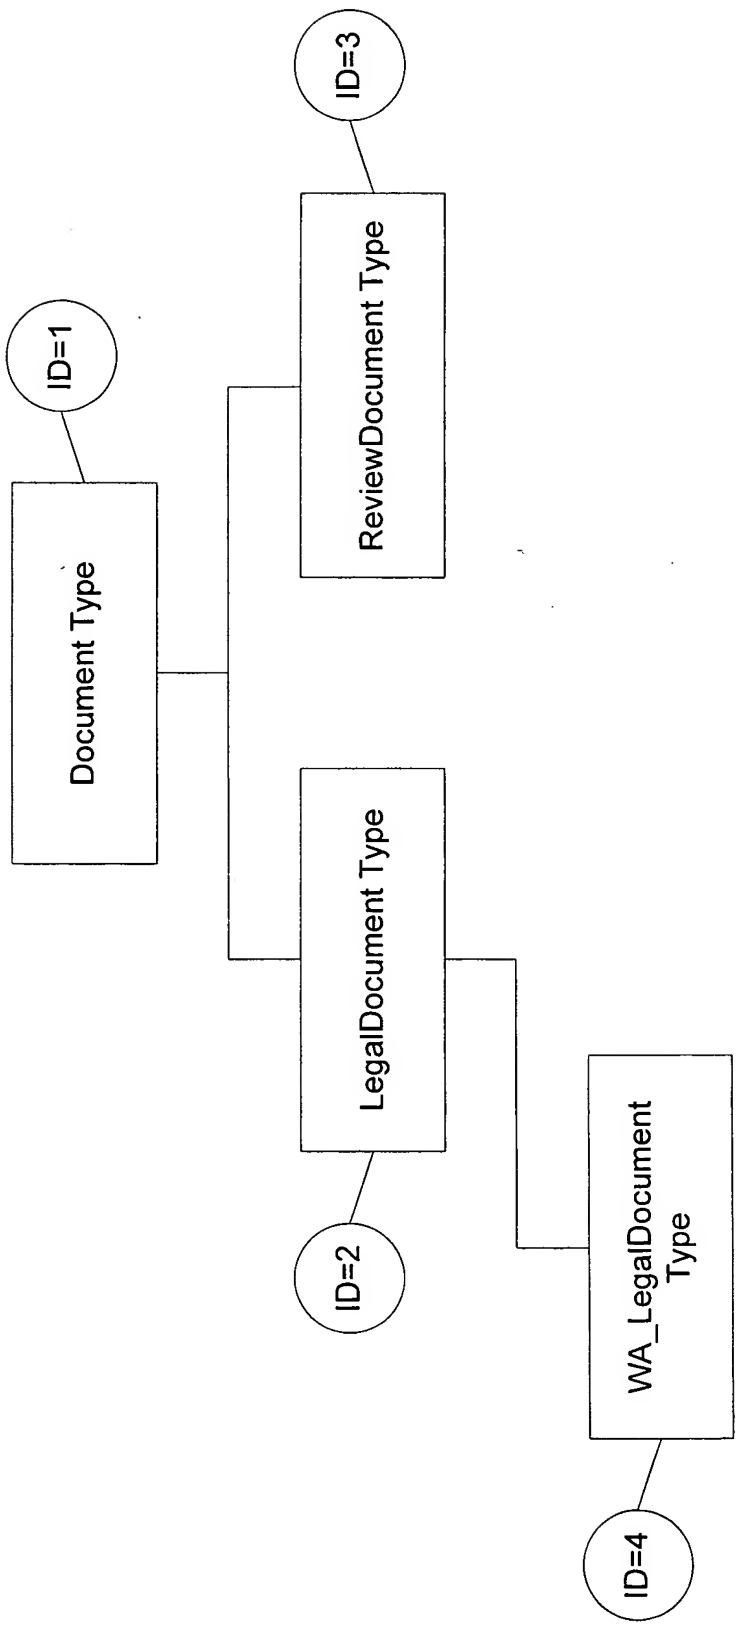 Document Type
ID=1
LegalDocument Type
ID=2
ReviewDocument Type
ID=3
WA_LegalDocument
Type
ID=4